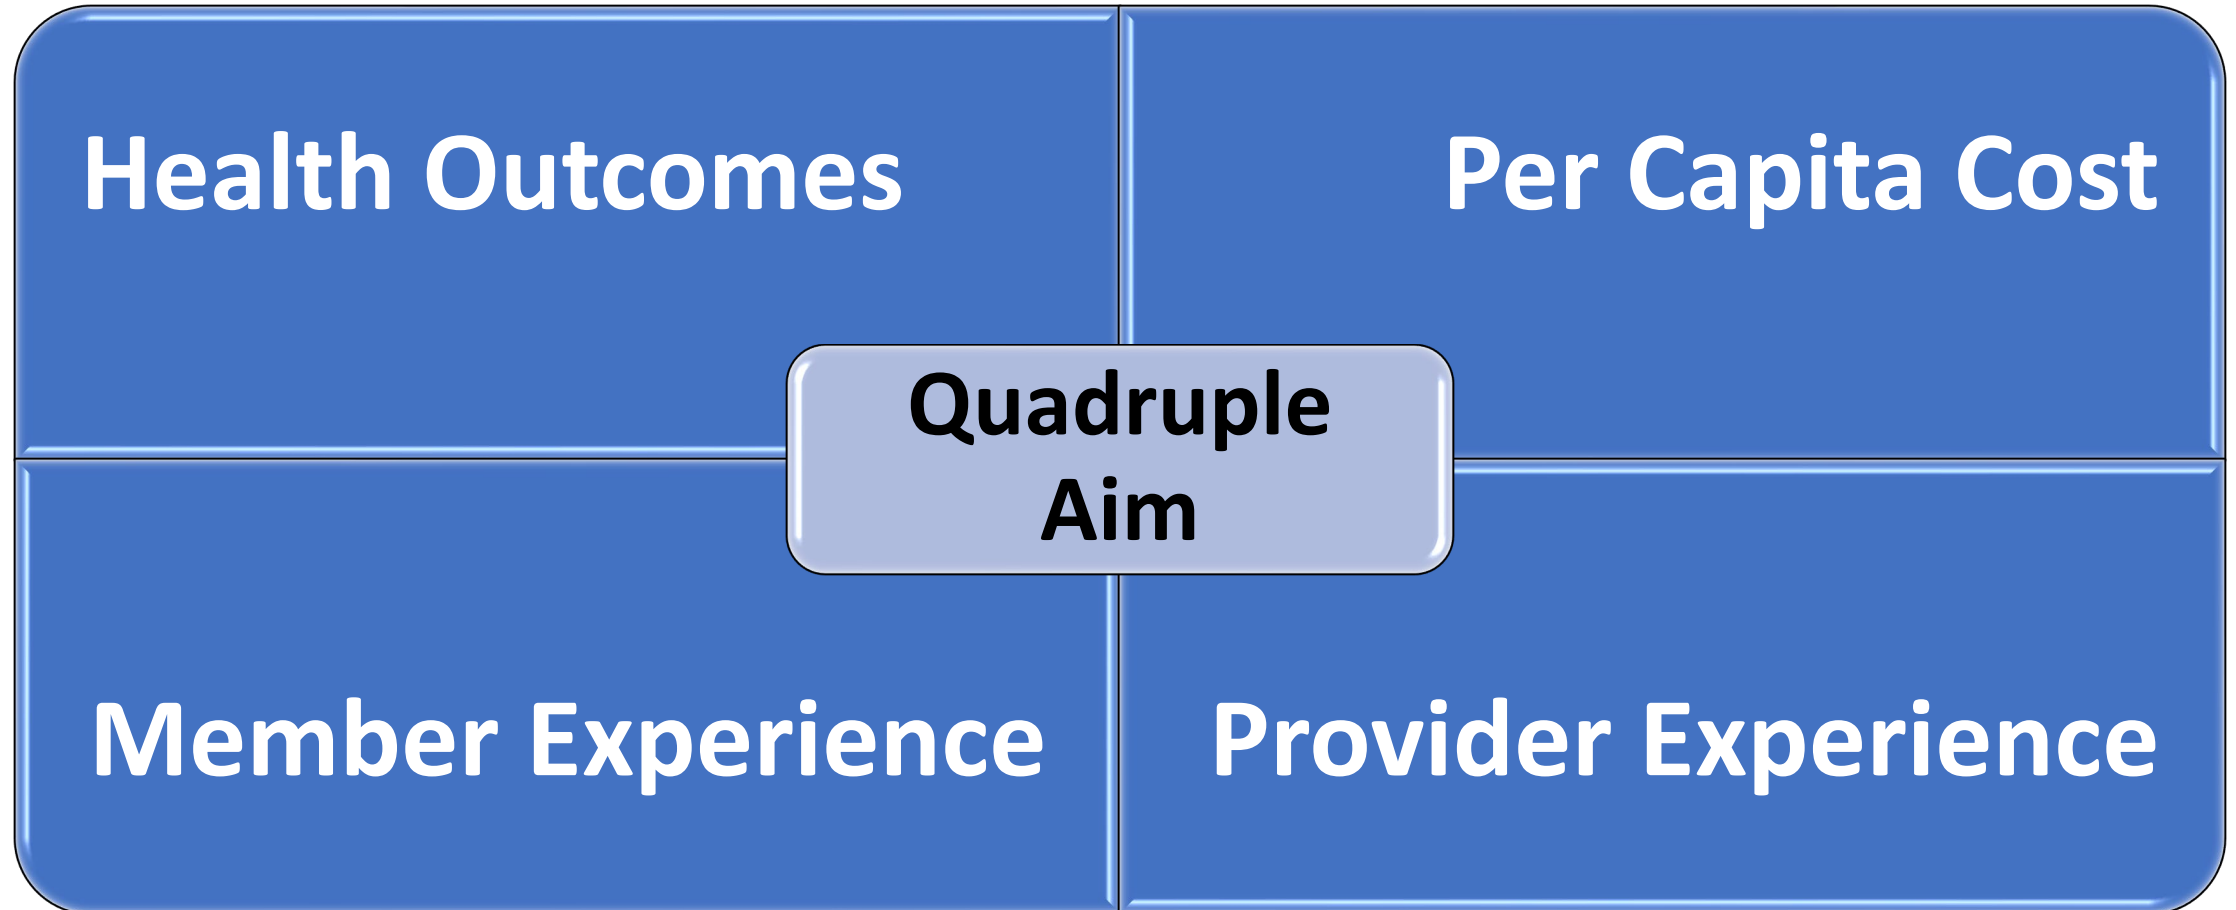 Health Outcomes
Per Capita Cost
Quadruple
Aim
Member Experience
Provider Experience